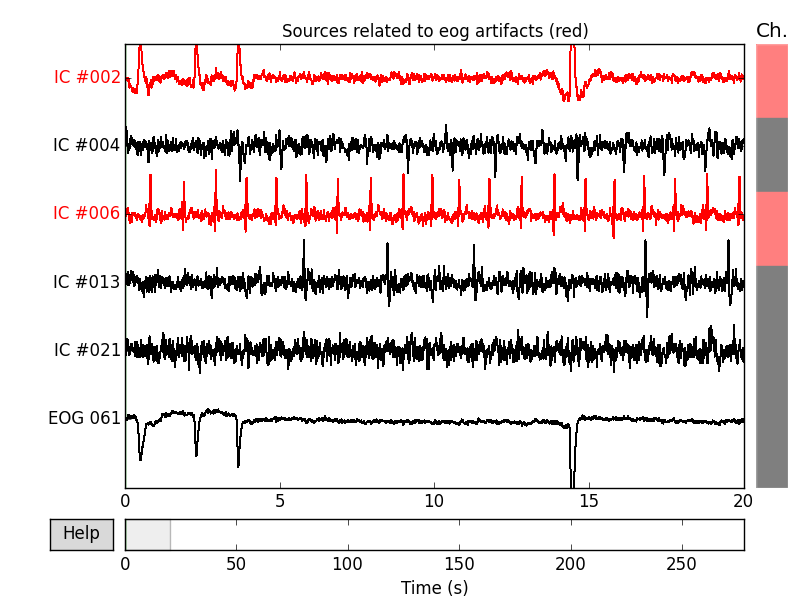 Sources related to eog artifacts (red)
Ch.
IC #002
IC #004
IC #006
IC #013
IC #021
EOG 061
0 5 10 15 20
Help
0 50 100 150 200 250
Time (s)